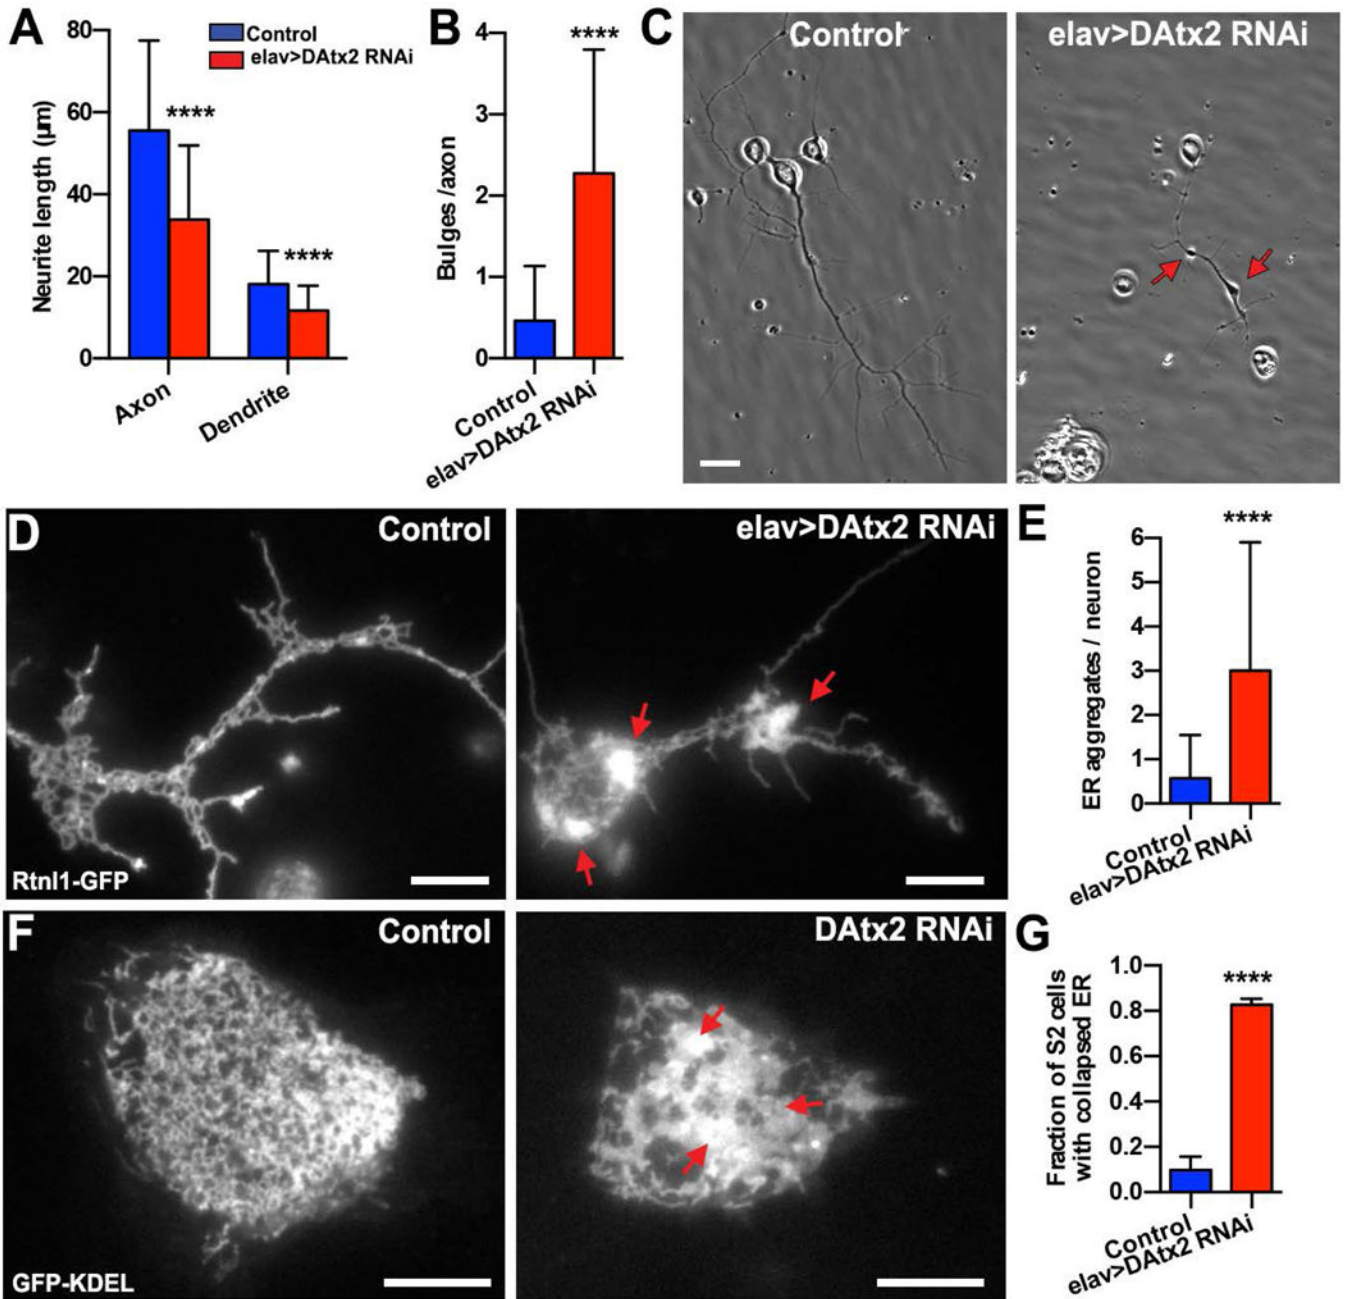 A
80
60
40
20
0
Neurite length (µm)
Control
elav>DAtx2 RNAi
****
****
Axon
Dendrite
B
4
3
2
1
0
Bulges /axon
****
Control
elav>DAtx2 RNAi
C
Control
elav>DAtx2 RNAi
D
Control
Rtnl1-GFP
elav>DAtx2 RNAi
E
6
5
4
3
2
1
0
ER aggregates / neuron
****
Control
elav>DAtx2 RNAi
F
Control
GFP-KDEL
DAtx2 RNAi
G
1.0
0.8
0.6
0.4
0.2
0.0
Fraction of S2 cells
with collapsed ER
****
Control
elav>DAtx2 RNAi